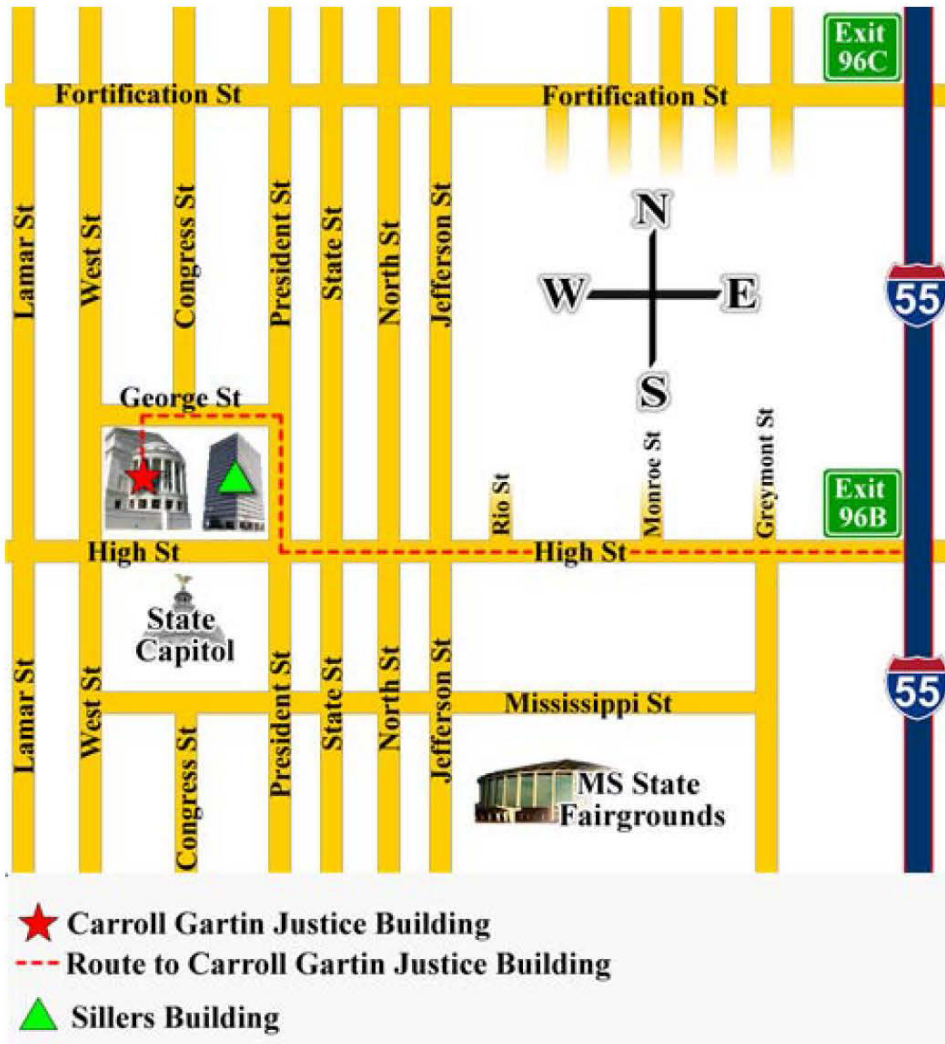 Exit
96C
Fortification St
Fortification St
Lamar St
West St
Congress St
President St
State St
North St
Jefferson St
N
W
E
S
55
George St
Rio St
Monroe St
Greymont St
Exit
96B
High St
High St
State
Capitol
Lamar St
West St
Congress St
President St
State St
North St
Jefferson St
Mississippi St
55
MS State
Fairgrounds
Carroll Gartin Justice Building
Route to Carroll Gartin Justice Building
Sillers Building